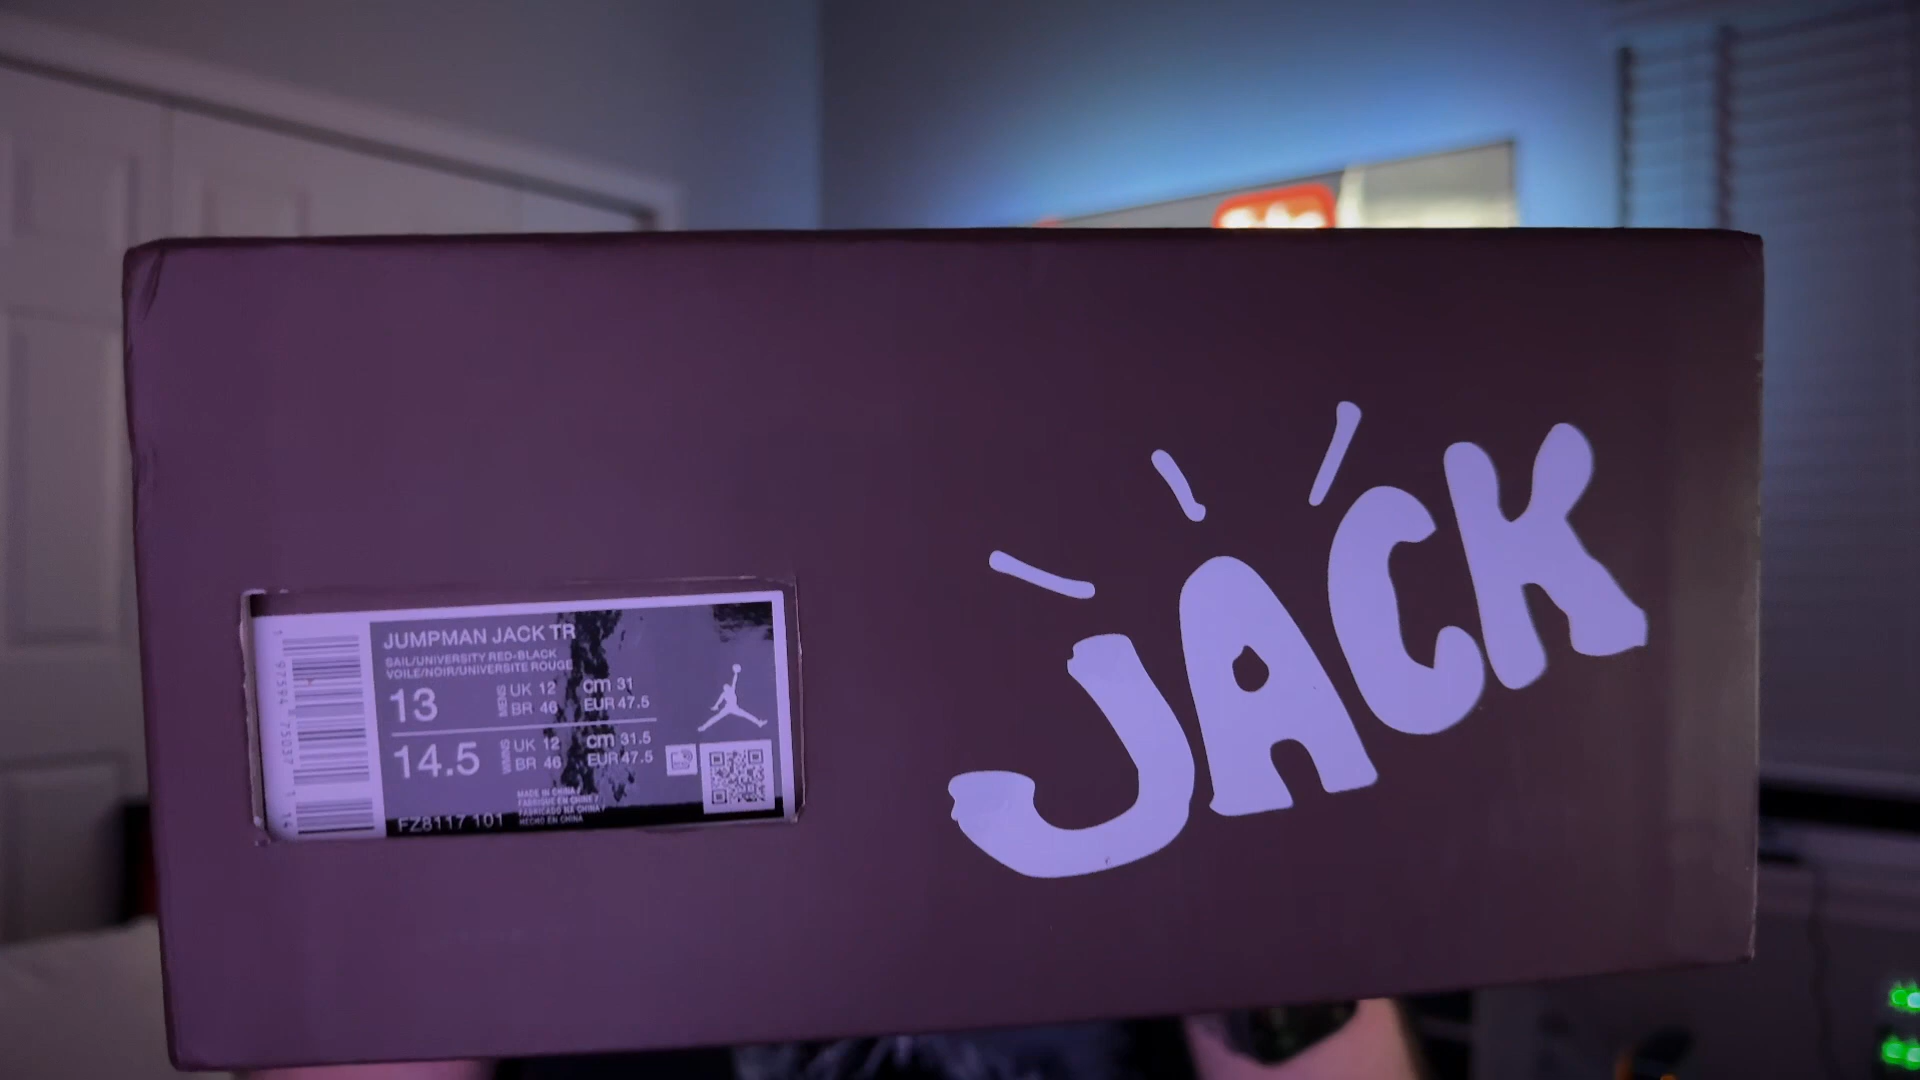 JUMPMAN JACK TR
SAIL/UNIVERSITY RED-BLACK
VOILE/NOIR/UNIVERSITE ROUGE
13 MENS UK 12 cm 31
BR 46 EUR 47.5
14.5 WMNS UK 12 cm 31.5
BR 46 EUR 47.5
MADE IN CHINA /
FABRIQUE EN CHINE /
FABRICADO NA CHINA /
HECHO EN CHINA
FZ8117 101
JACK